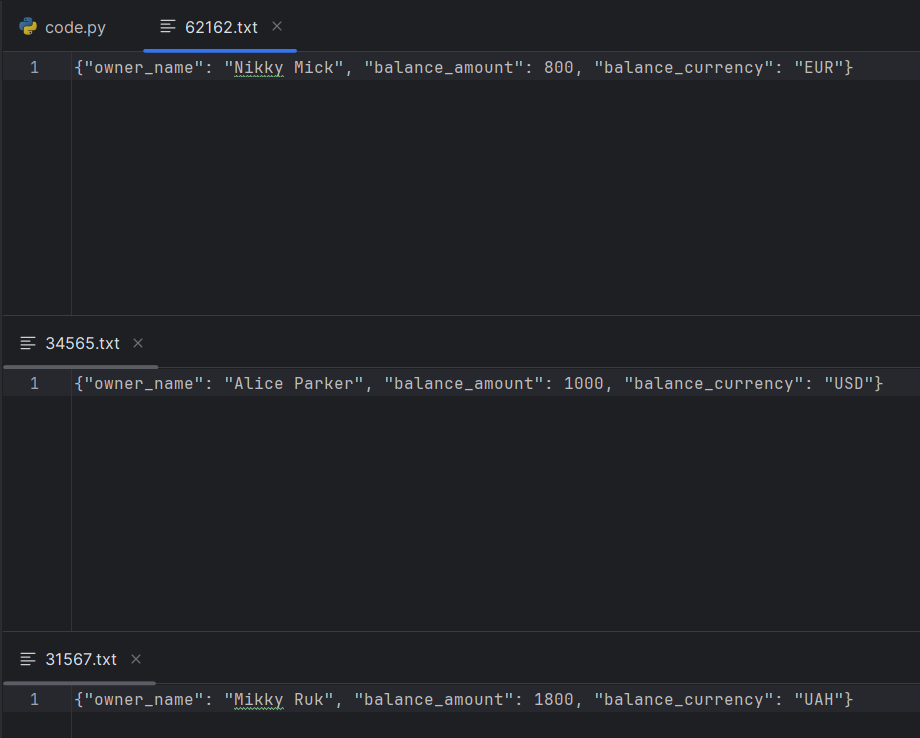 code.py 62162.txt
1 {"owner_name": "Nikky Mick", "balance_amount": 800, "balance_currency": "EUR"}
34565.txt
1 {"owner_name": "Alice Parker", "balance_amount": 1000, "balance_currency": "USD"}
31567.txt
1 {"owner_name": "Mikky Ruk", "balance_amount": 1800, "balance_currency": "UAH"}